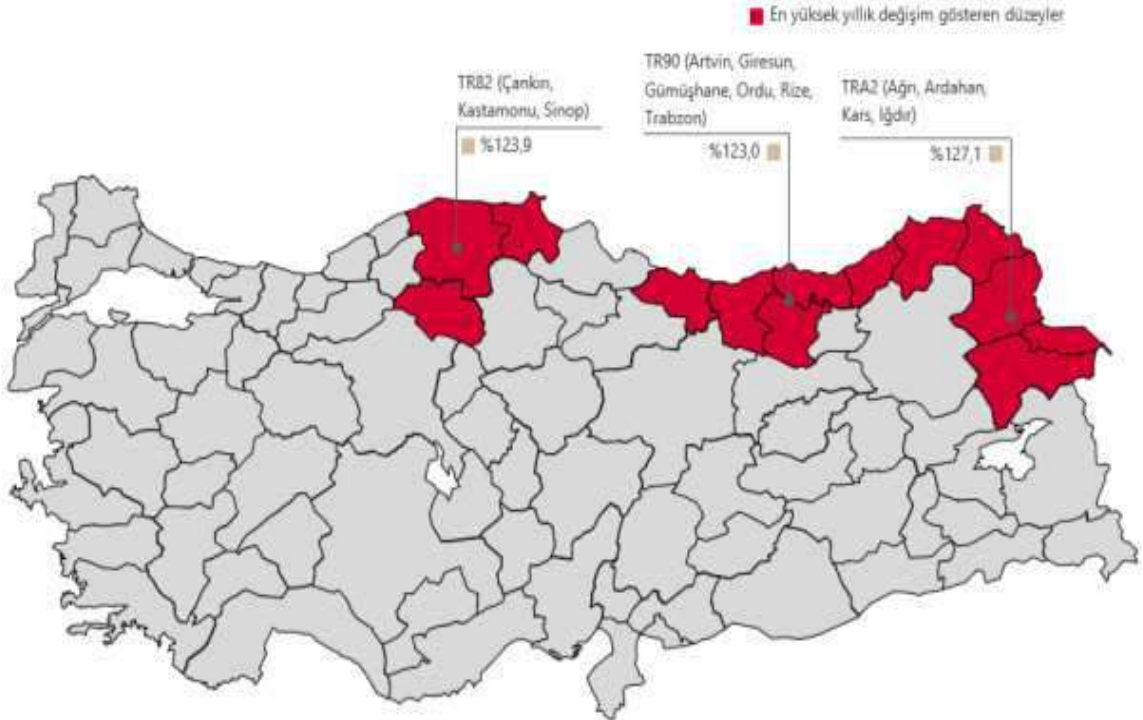 En yüksek yıllık değişim gösteren düzeyler
TR82 (Çankırı,
Kastamonu, Sinop)
%123,9
TR90 (Artvin, Giresun,
Gümüşhane, Ordu, Rize,
Trabzon)
%123,0
TRA2 (Ağrı, Ardahan,
Kars, Iğdır)
%127,1